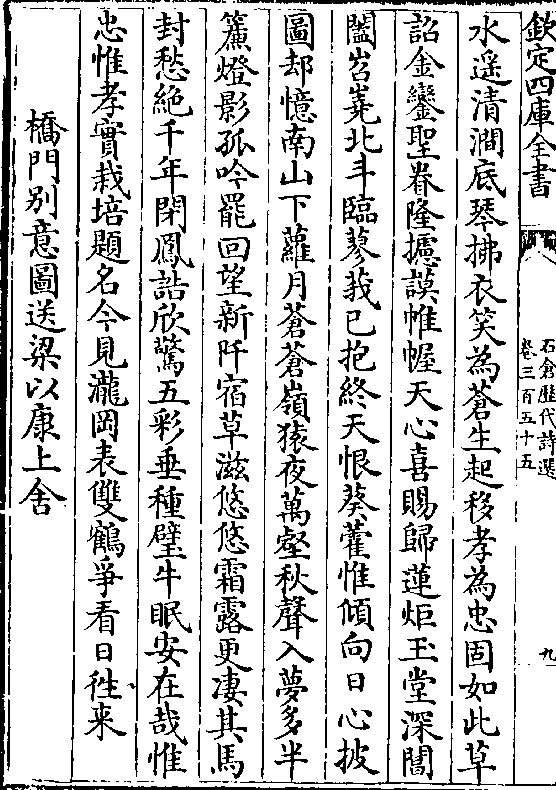 欽定四庫全書
石倉歷代詩選
卷三百五十五
九
水遥清澗底琴拂衣笑為蒼生起移孝為忠固如此草
詔金鑾聖眷隆攄謨帷幄天心喜賜歸蓮炬玉堂深閶
闔岧嶤北斗臨蓼莪已抱終天恨葵藿惟傾向日心披
圖却憶南山下蘿月蒼蒼嶺猿夜萬壑秋聲入夢多半
簾燈影孤吟罷回望新阡宿草滋悠悠霜露更凄其馬
封愁絶千年閉鳳誥欣驚五彩垂種璧牛眠安在哉惟
忠惟孝實栽培題名今見瀧岡表雙鶴爭看日徃来
橋門別意圖送梁以康上舍